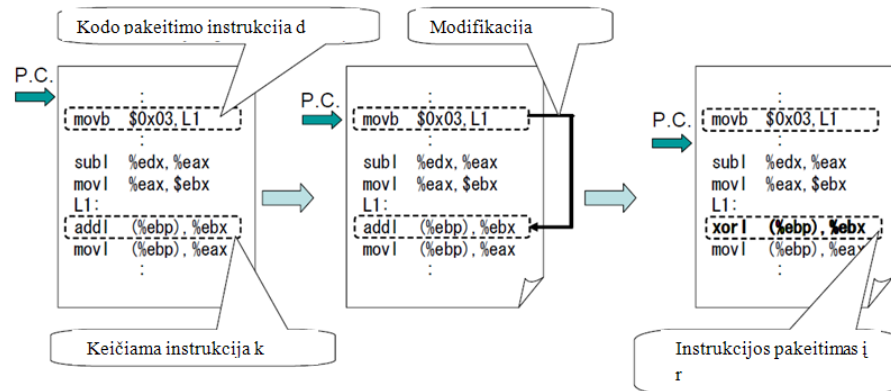 Kodo pakeitimo instrukcija d
Modifikacija
P.C.
:
movb $0x03,L1
:
subl %edx,%eax
movl %eax,$ebx
L1:
addl (%ebp),%ebx
movl (%ebp),%eax
:
Keičiama instrukcija k
P.C.
:
movb $0x03,L1
:
subl %edx,%eax
movl %eax,$ebx
L1:
addl (%ebp),%ebx
movl (%ebp),%eax
:
P.C.
:
movb $0x03,L1
:
subl %edx,%eax
movl %eax,$ebx
L1:
xorl (%ebp),%ebx
movl (%ebp),%eax
:
Instrukcijos pakeitimas į
r